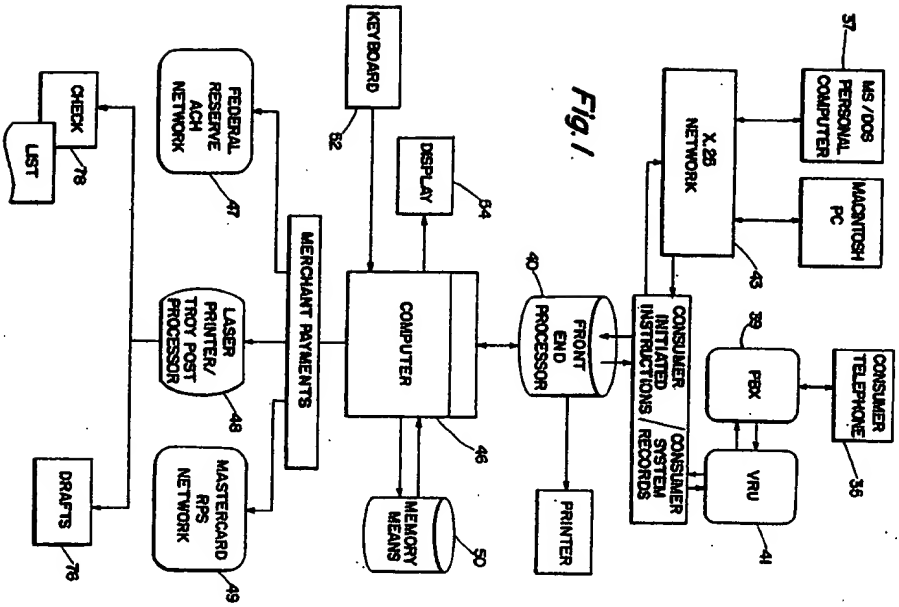 Fig. 1
37
MS/DOS
PERSONAL
COMPUTER
MACINTOSH
PC
CONSUMER
TELEPHONE
36
X.25
NETWORK
43
39
PBX
VRU
41
CONSUMER
INITIATED
INSTRUCTIONS
/
CONSUMER
SYSTEM
RECORDS
40
FRONT
END
PROCESSOR
PRINTER
KEYBOARD
52
DISPLAY
54
COMPUTER
46
MEMORY
MEANS
50
MERCHANT PAYMENTS
FEDERAL
RESERVE
ACH
NETWORK
47
LASER
PRINTER/
TROY POST
PROCESSOR
48
MASTERCARD
RPS
NETWORK
49
CHECK
78
LIST
DRAFTS
76